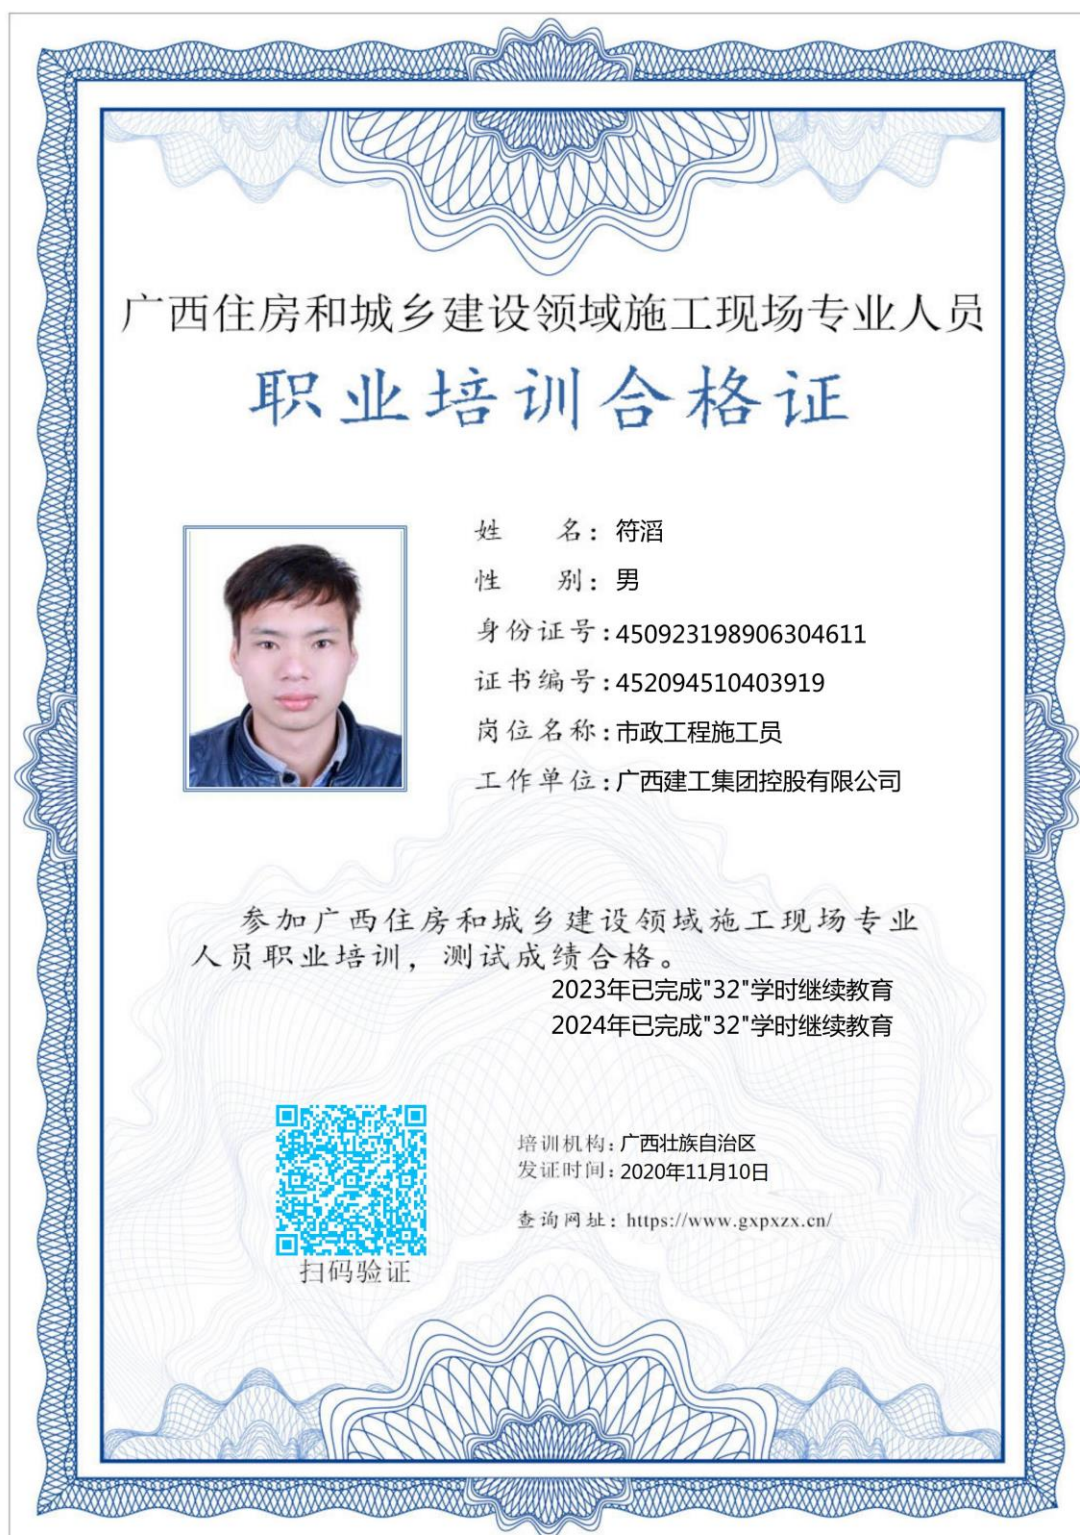 广西住房和城乡建设领域施工现场专业人员
职业培训合格证
姓 名：符滔
性 别：男
身份证号：450923198906304611
证书编号：452094510403919
岗位名称：市政工程施工员
工作单位：广西建工集团控股有限公司
参加广西住房和城乡建设领域施工现场专业
人员职业培训，测试成绩合格。
2023年已完成"32"学时继续教育
2024年已完成"32"学时继续教育
培训机构：广西壮族自治区
发证时间：2020年11月10日
查询网址：https://www.gxpxzx.cn/
扫码验证